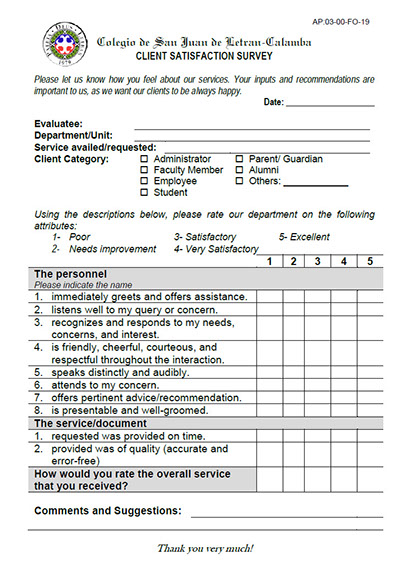 AP:03-00-FO-19
Colegio de San Juan de Letran-Calamba
CLIENT SATISFACTION SURVEY
Please let us know how you feel about our services. Your inputs and recommendations are
important to us, as we want our clients to be always happy.
Date:
Evaluatee:
Department/Unit:
Service availed/requested:
Client Category: Administrator Parent/ Guardian
Faculty Member Alumni
Employee Others:
Student
Using the descriptions below, please rate our department on the following
attributes:
1- Poor 3- Satisfactory 5- Excellent
2- Needs improvement 4- Very Satisfactory
1 2 3 4 5
The personnel
Please indicate the name
1. immediately greets and offers assistance.
2. listens well to my query or concern.
3. recognizes and responds to my needs,
concerns, and interest.
4. is friendly, cheerful, courteous, and
respectful throughout the interaction.
5. speaks distinctly and audibly.
6. attends to my concern.
7. offers pertinent advice/recommendation.
8. is presentable and well-groomed.
The service/document
1. requested was provided on time.
2. provided was of quality (accurate and
error-free)
How would you rate the overall service
that you received?
Comments and Suggestions:
Thank you very much!